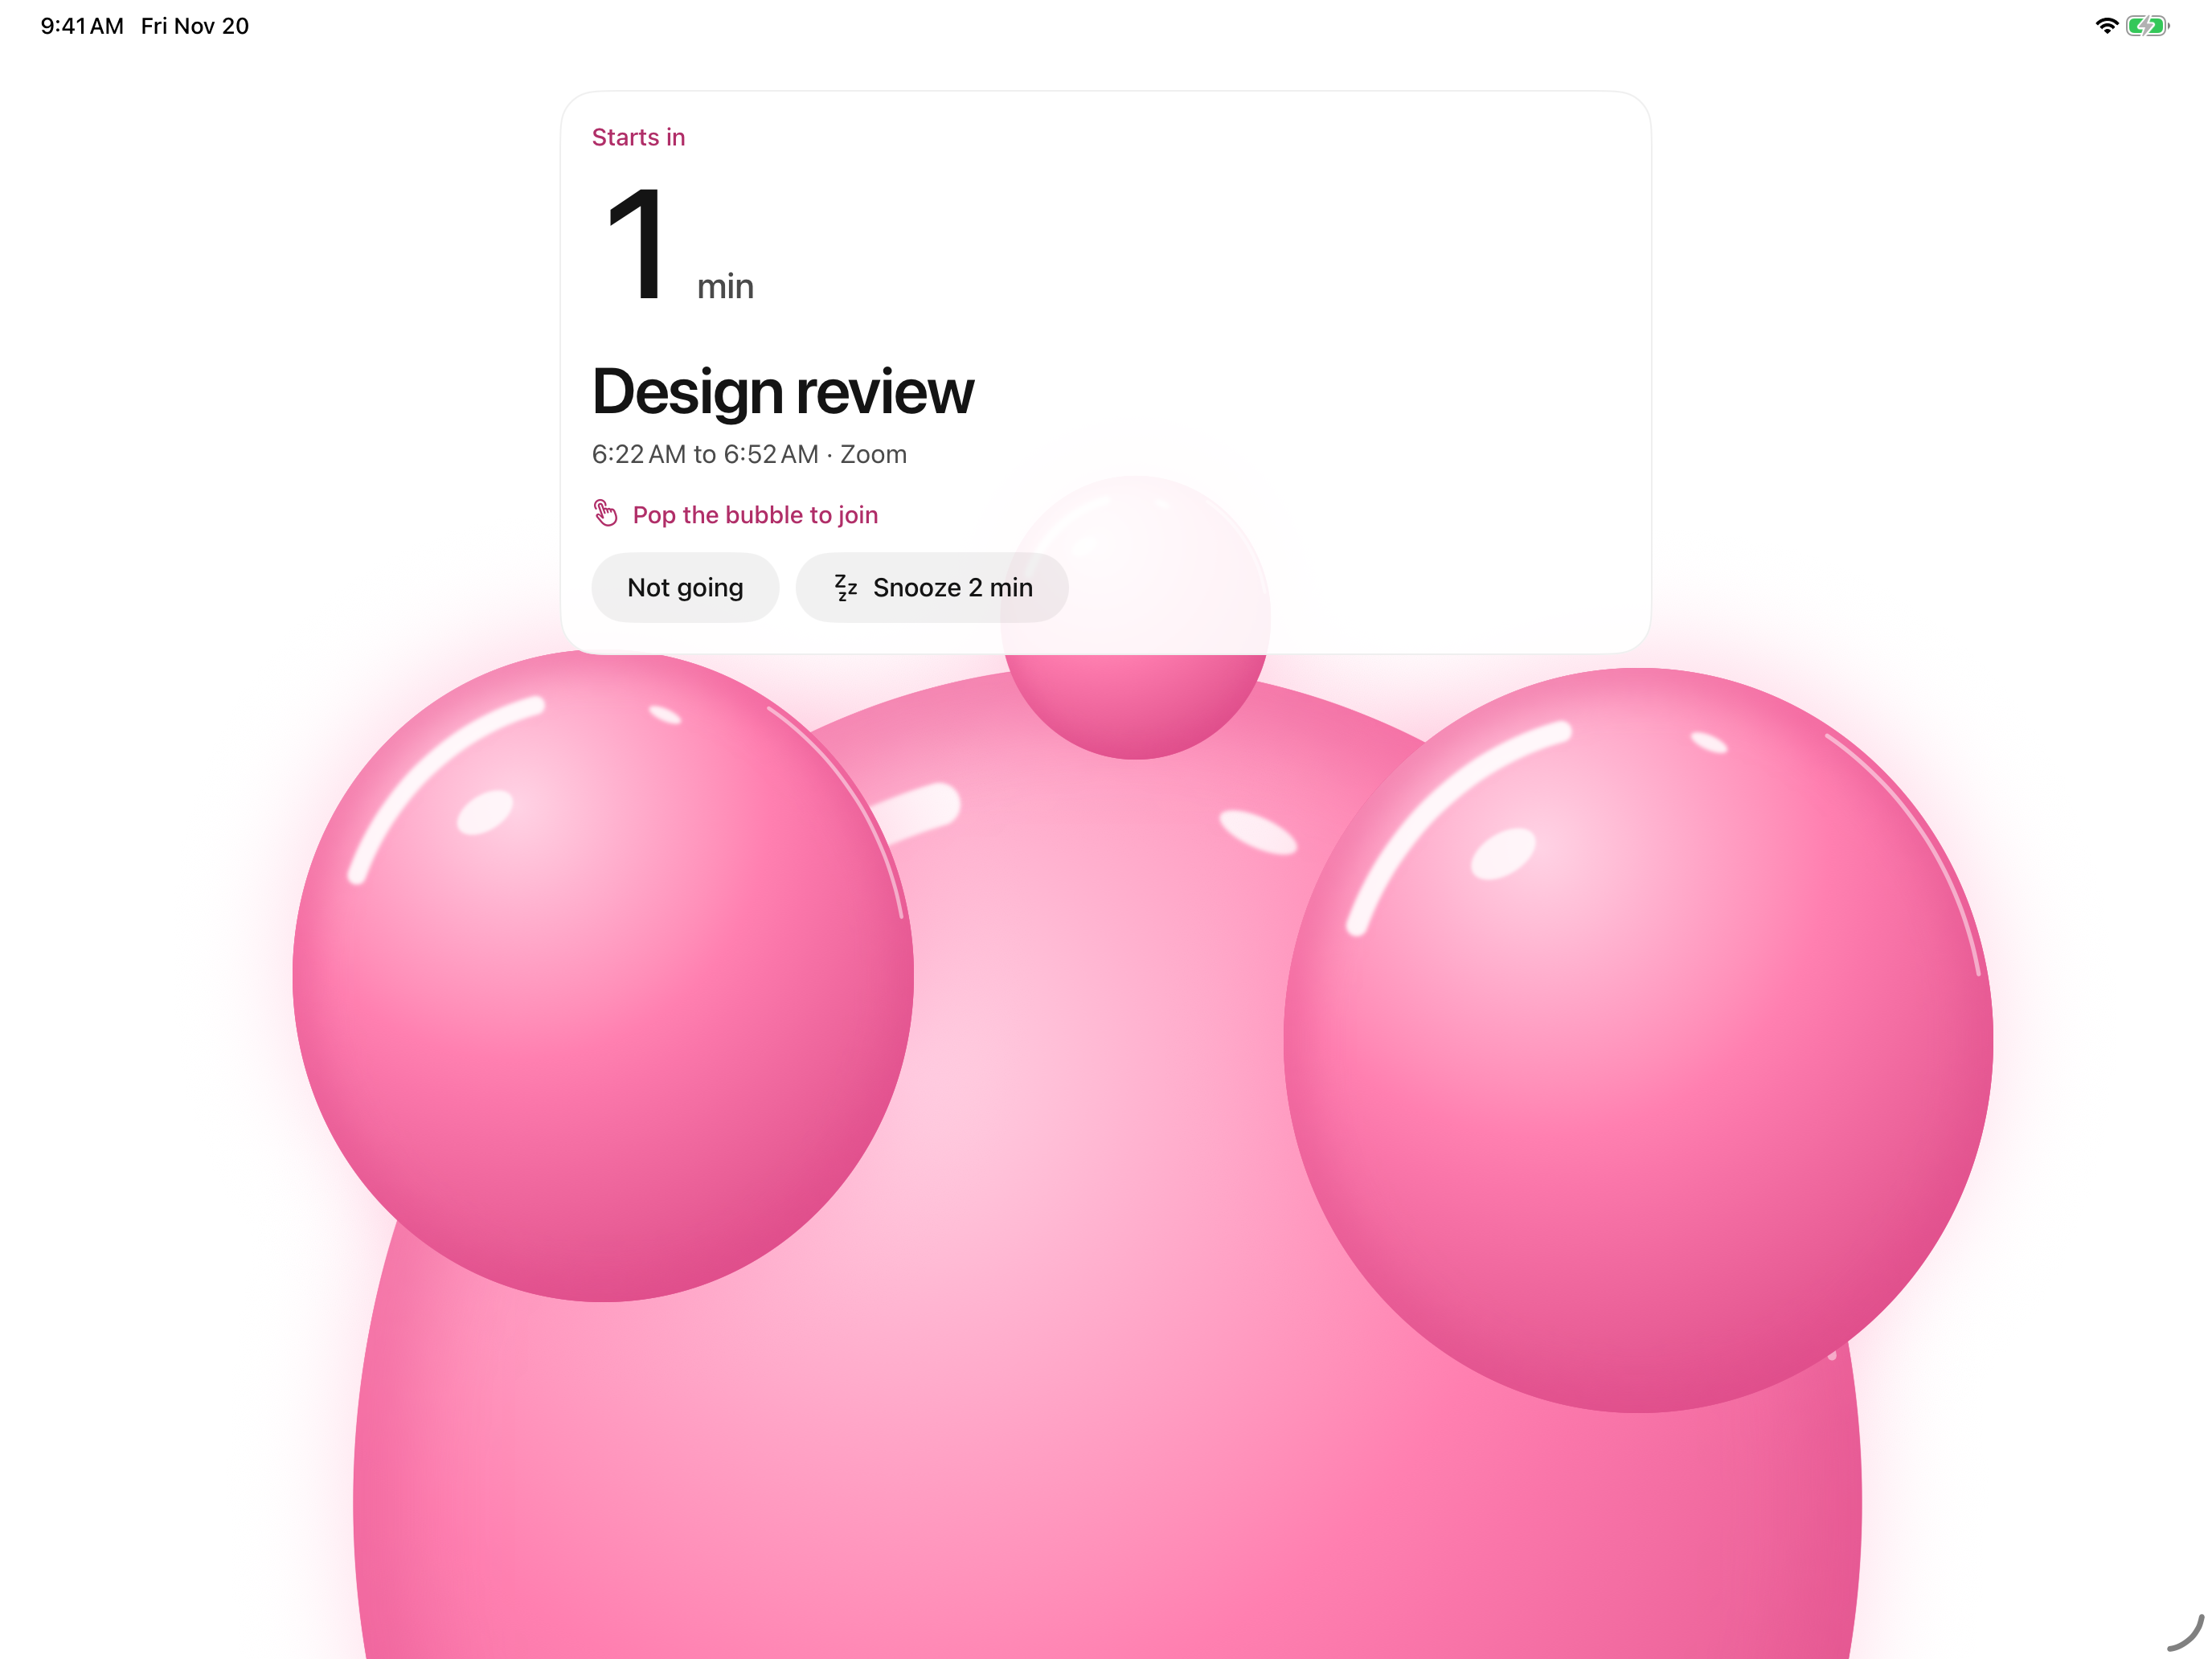 9:41 AM Fri Nov 20
Starts in
1 min
Design review
6:22 AM to 6:52 AM · Zoom
Pop the bubble to join
Not going
Zzz Snooze 2 min